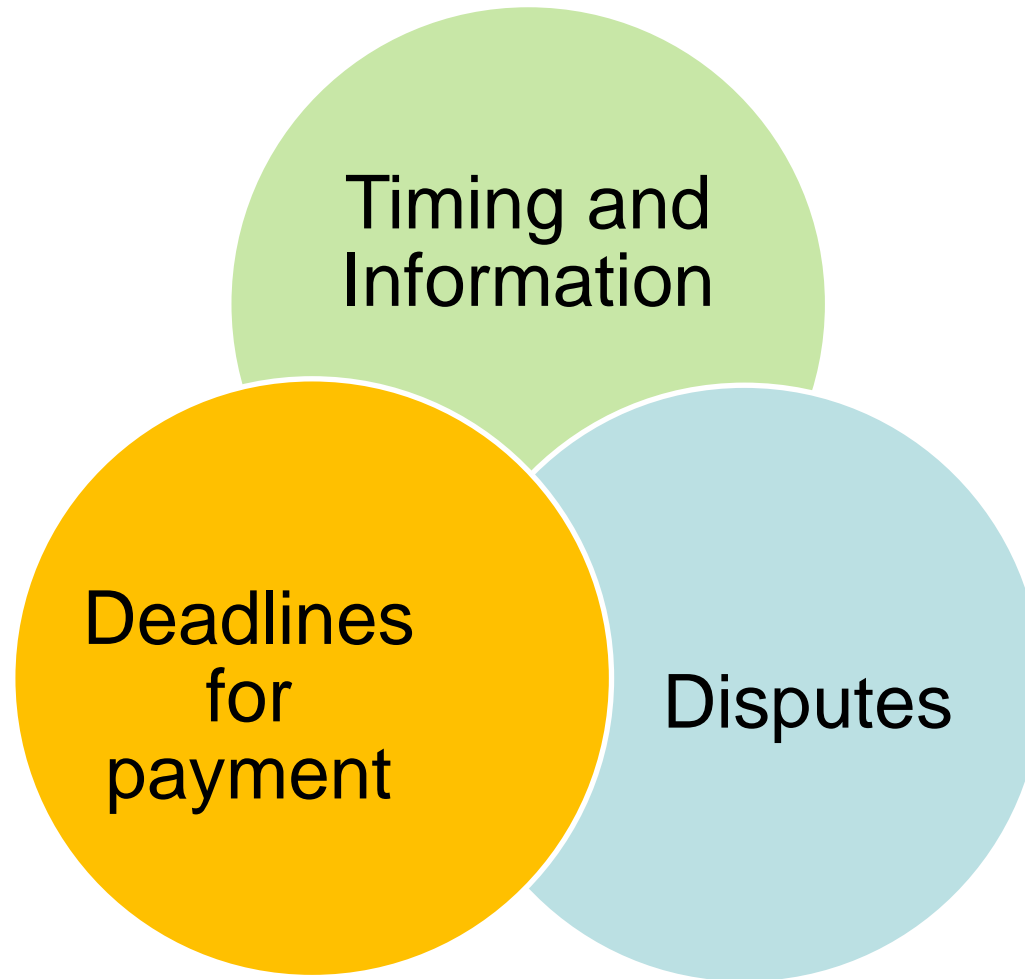 Timing and
Information
Deadlines
for
payment
Disputes